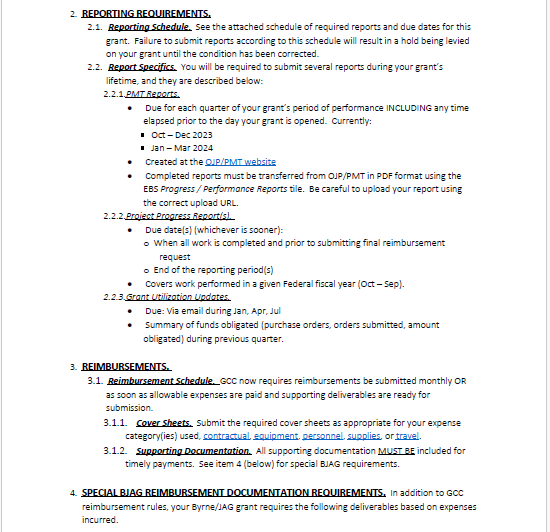 2. REPORTING REQUIREMENTS.
2.1. Reporting Schedule. See the attached schedule of required reports and due dates for this
grant. Failure to submit reports according to this schedule will result in a hold being levied
on your grant until the condition has been corrected.
2.2. Report Specifics. You will be required to submit several reports during your grant's
lifetime, and they are described below:
2.2.1. PMT Reports.
• Due for each quarter of your grant's period of performance INCLUDING any time
elapsed prior to the day your grant is opened. Currently:
▪ Oct – Dec 2023
▪ Jan – Mar 2024
• Created at the OJP/PMT website
• Completed reports must be transferred from OJP/PMT in PDF format using the
EBS Progress / Performance Reports tile. Be careful to upload your report using
the correct upload URL.
2.2.2. Project Progress Report(s).
• Due date(s) (whichever is sooner):
o When all work is completed and prior to submitting final reimbursement
request
o End of the reporting period(s)
• Covers work performed in a given Federal fiscal year (Oct – Sep).
2.2.3. Grant Utilization Updates.
• Due: Via email during Jan, Apr, Jul
• Summary of funds obligated (purchase orders, orders submitted, amount
obligated) during previous quarter.
3. REIMBURSEMENTS.
3.1. Reimbursement Schedule. GCC now requires reimbursements be submitted monthly OR
as soon as allowable expenses are paid and supporting deliverables are ready for
submission.
3.1.1. Cover Sheets. Submit the required cover sheets as appropriate for your expense
category(ies) used, contractual, equipment, personnel, supplies, or travel.
3.1.2. Supporting Documentation. All supporting documentation MUST BE included for
timely payments. See item 4 (below) for special BJAG requirements.
4. SPECIAL BJAG REIMBURSEMENT DOCUMENTATION REQUIREMENTS. In addition to GCC
reimbursement rules, your Byrne/JAG grant requires the following deliverables based on expenses
incurred.